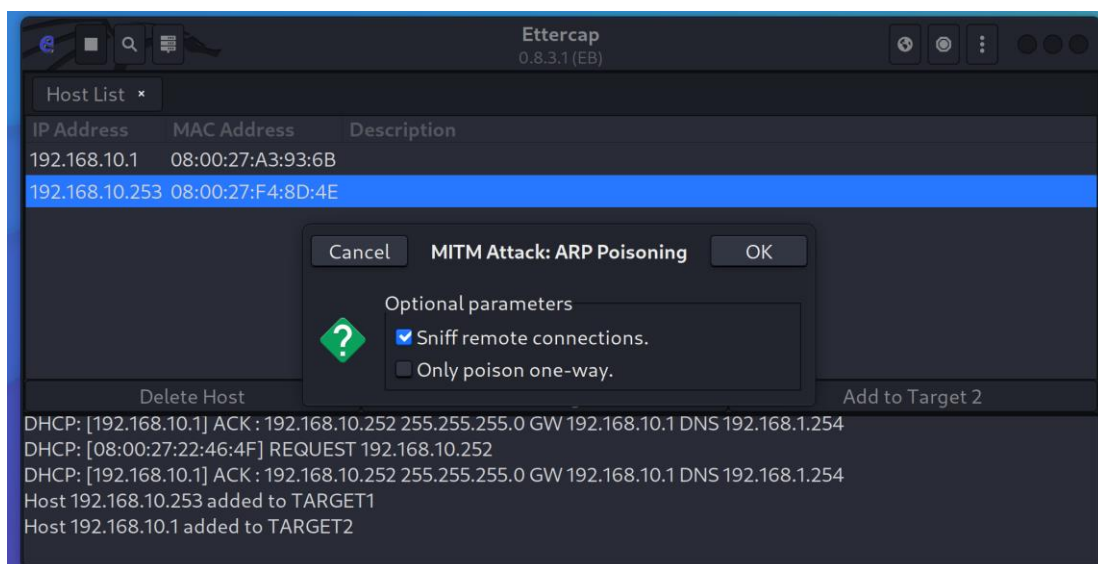 Ettercap
0.8.3.1 (EB)
Host List ×
IP Address MAC Address Description
192.168.10.1 08:00:27:A3:93:6B
192.168.10.253 08:00:27:F4:8D:4E
Cancel MITM Attack: ARP Poisoning OK
Optional parameters
Sniff remote connections.
Only poison one-way.
Delete Host Add to Target 2
DHCP: [192.168.10.1] ACK : 192.168.10.252 255.255.255.0 GW 192.168.10.1 DNS 192.168.1.254
DHCP: [08:00:27:22:46:4F] REQUEST 192.168.10.252
DHCP: [192.168.10.1] ACK : 192.168.10.252 255.255.255.0 GW 192.168.10.1 DNS 192.168.1.254
Host 192.168.10.253 added to TARGET1
Host 192.168.10.1 added to TARGET2